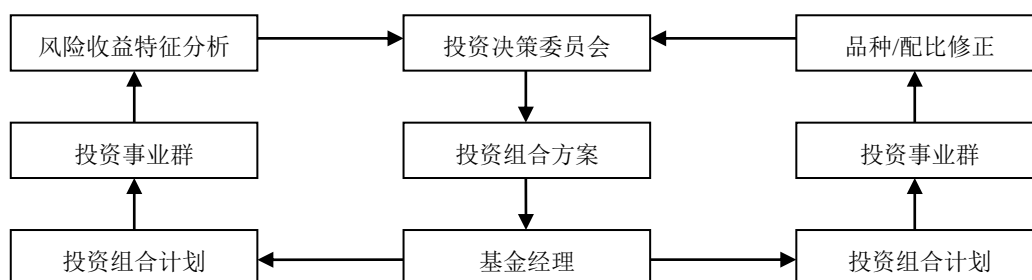 风险收益特征分析
投资决策委员会
品种/配比修正
投资事业群
投资组合方案
投资事业群
投资组合计划
基金经理
投资组合计划